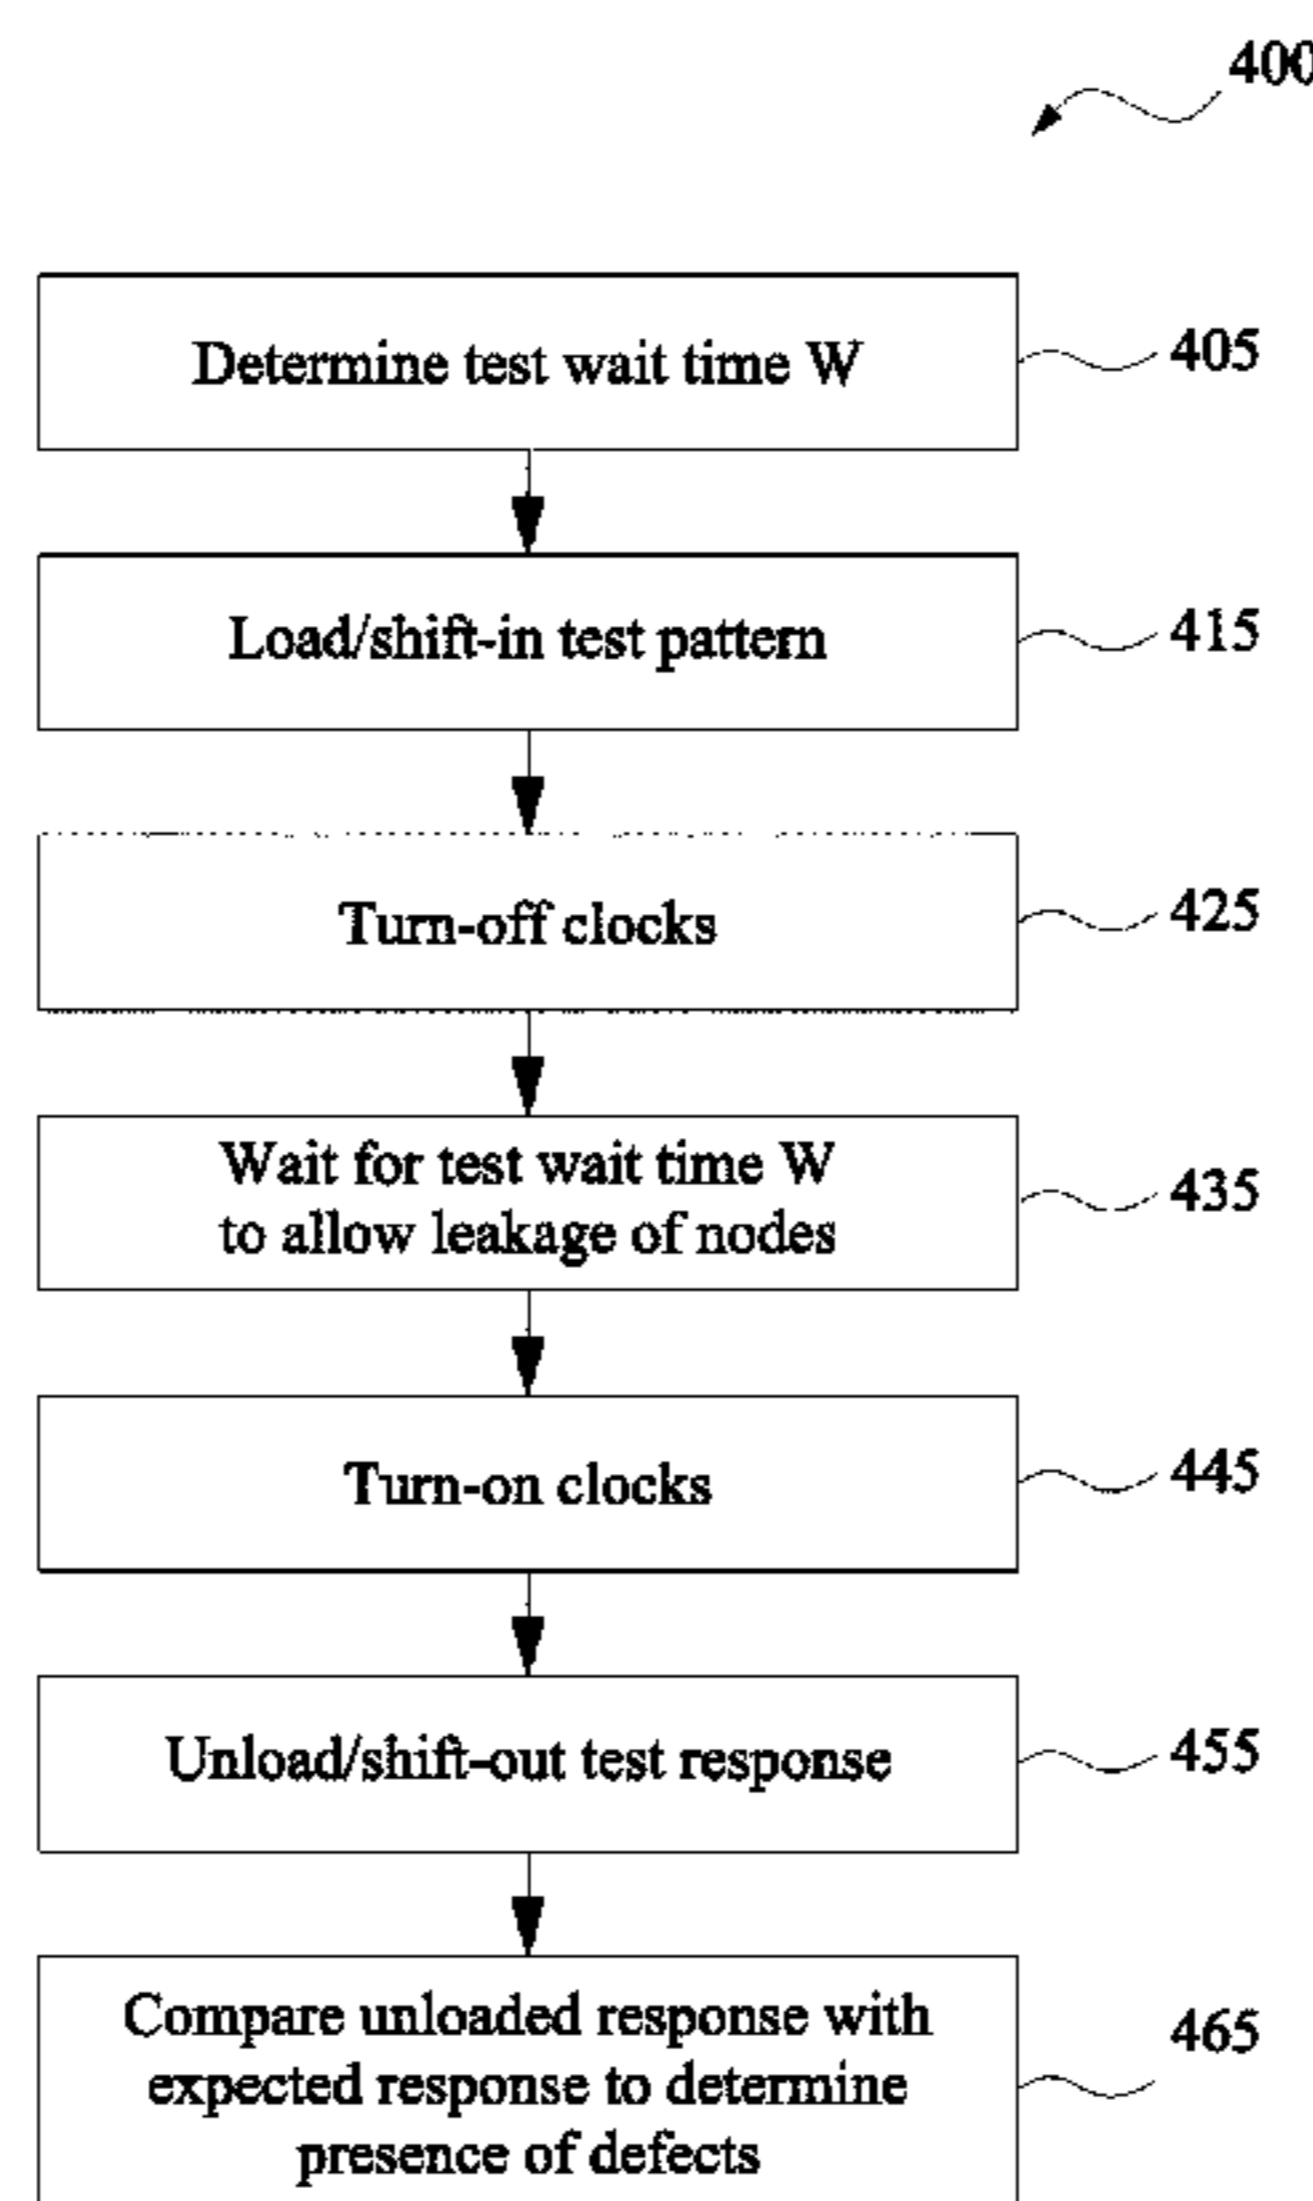 400
Determine test wait time W
405
Load/shift-in test pattern
415
Turn-off clocks
425
Wait for test wait time W
to allow leakage of nodes
435
Turn-on clocks
445
Unload/shift-out test response
455
Compare unloaded response with
expected response to determine
presence of defects
465